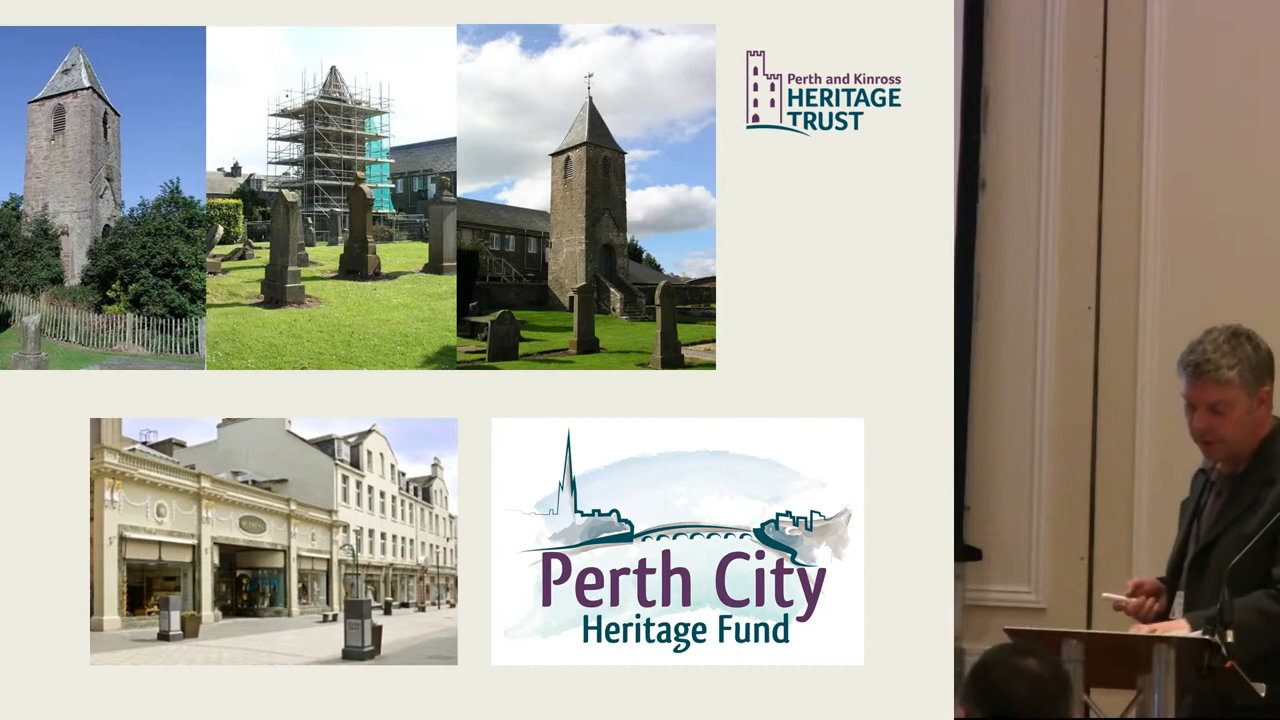 Perth and Kinross
HERITAGE
TRUST
Perth City
Heritage Fund